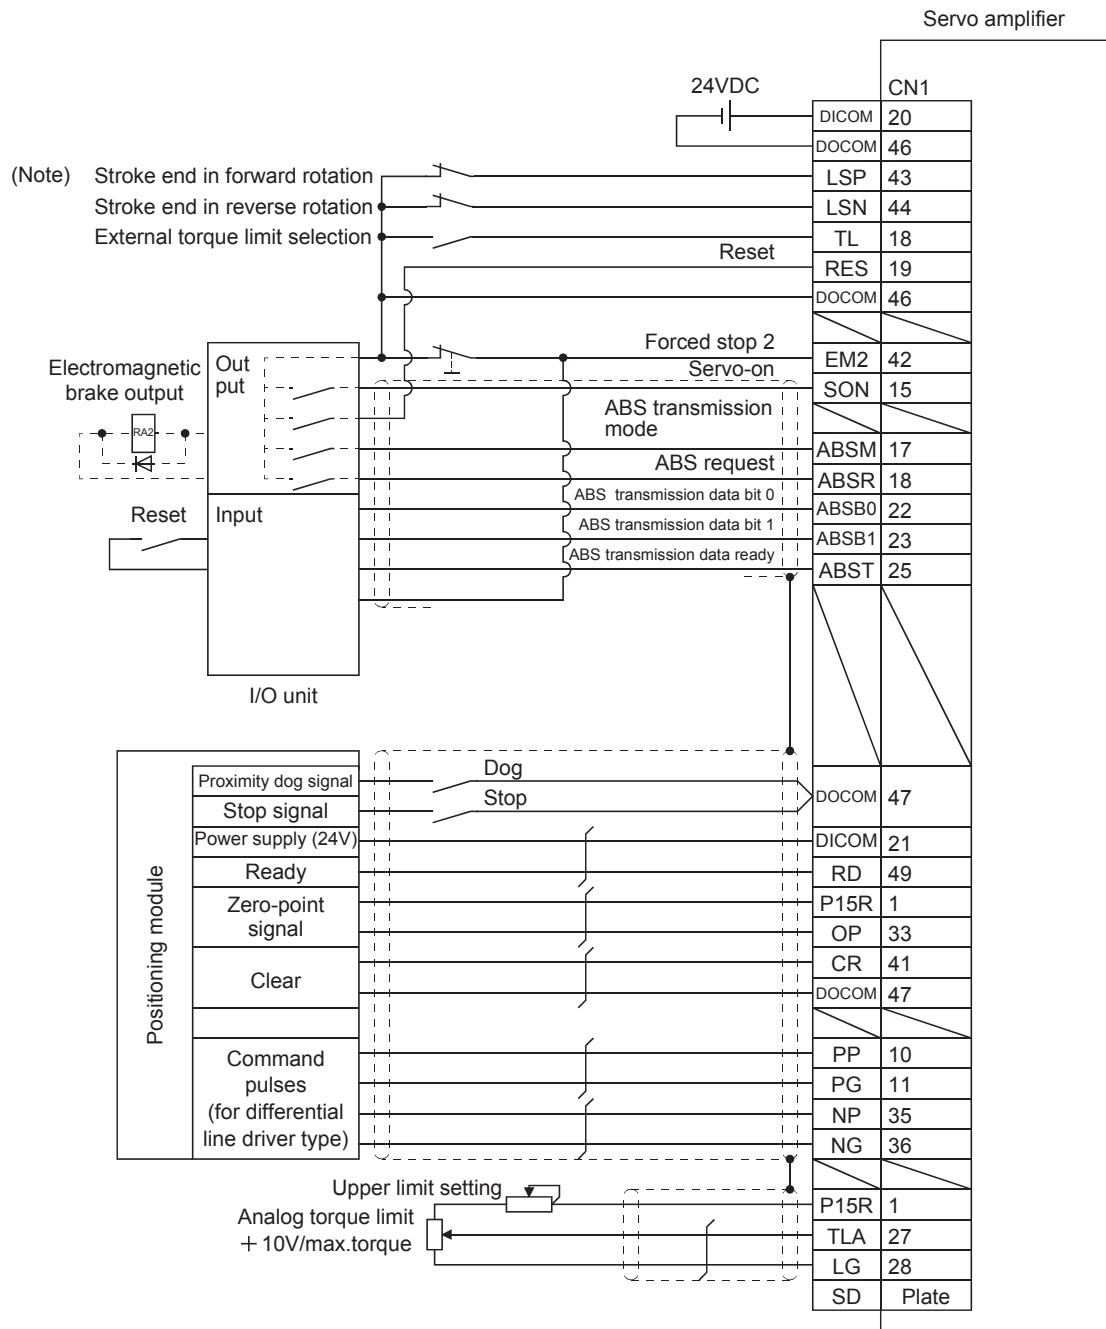 Servo amplifier
CN1
24VDC
DICOM 20
DOCOM 46
(Note) Stroke end in forward rotation LSP 43
Stroke end in reverse rotation LSN 44
External torque limit selection TL 18
Reset RES 19
DOCOM 46
Forced stop 2 EM2 42
Servo-on SON 15
Electromagnetic
brake output
RA2
Out
put
ABS transmission
mode
ABSM 17
ABS request ABSR 18
ABS transmission data bit 0 ABSB0 22
ABS transmission data bit 1 ABSB1 23
ABS transmission data ready ABST 25
Reset
Input
I/O unit
Positioning module
Proximity dog signal Dog
Stop signal Stop
DOCOM 47
Power supply (24V) DICOM 21
Ready RD 49
Zero-point
signal
P15R 1
OP 33
Clear
CR 41
DOCOM 47
Command
pulses
(for differential
line driver type)
PP 10
PG 11
NP 35
NG 36
Upper limit setting P15R 1
Analog torque limit
+10V/max.torque
TLA 27
LG 28
SD Plate